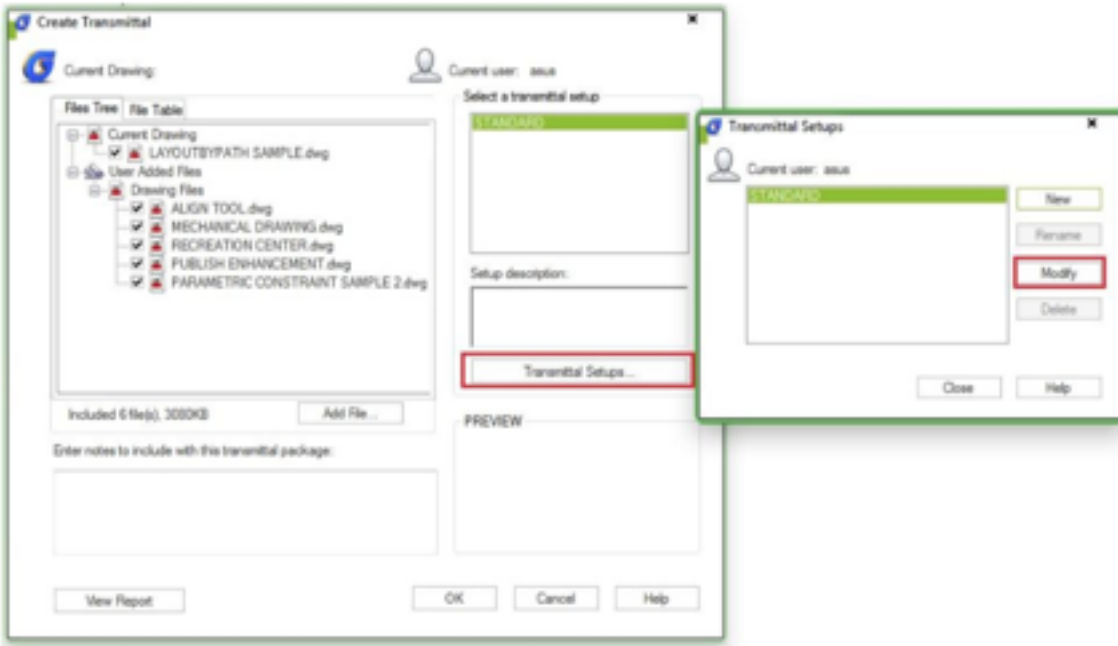 Create Transmittal
Current Drawing:
Current user: asus
Files Tree
File Table
Current Drawing
LAYOUTBYPATH SAMPLE.dwg
User Added Files
Drawing Files
ALIGN TOOL.dwg
MECHANICAL DRAWING.dwg
RECREATION CENTER.dwg
PUBLISH ENHANCEMENT.dwg
PARAMETRIC CONSTRAINT SAMPLE 2.dwg
Included 6 file(s), 3080KB
Add File...
Enter notes to include with this transmittal package:
View Report
Select a transmittal setup
STANDARD
Setup description:
Transmittal Setups...
PREVIEW
OK
Cancel
Help
Transmittal Setups
Current user: asus
STANDARD
New
Rename
Modify
Delete
Close
Help